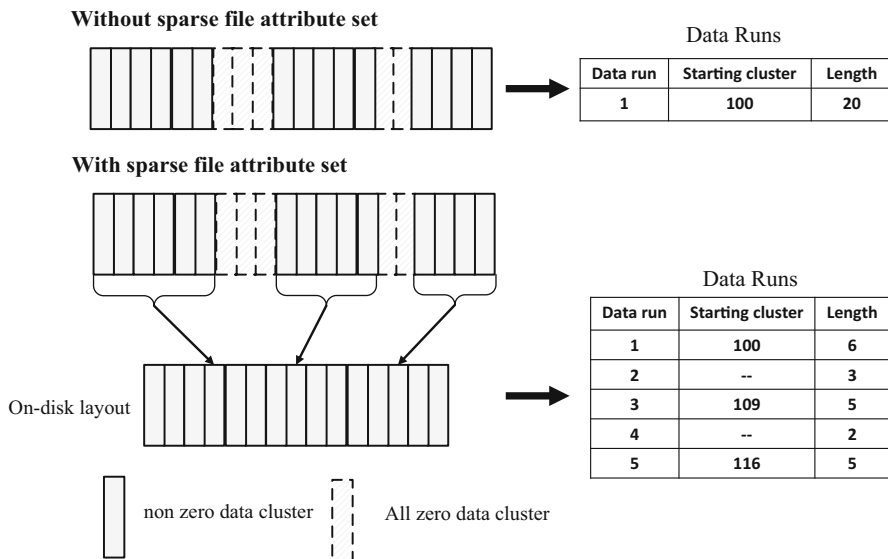 Without sparse file attribute set
Data Runs
Data run Starting cluster Length
1 100 20
With sparse file attribute set
Data Runs
Data run Starting cluster Length
1 100 6
2 -- 3
3 109 5
4 -- 2
5 116 5
On-disk layout
non zero data cluster
All zero data cluster